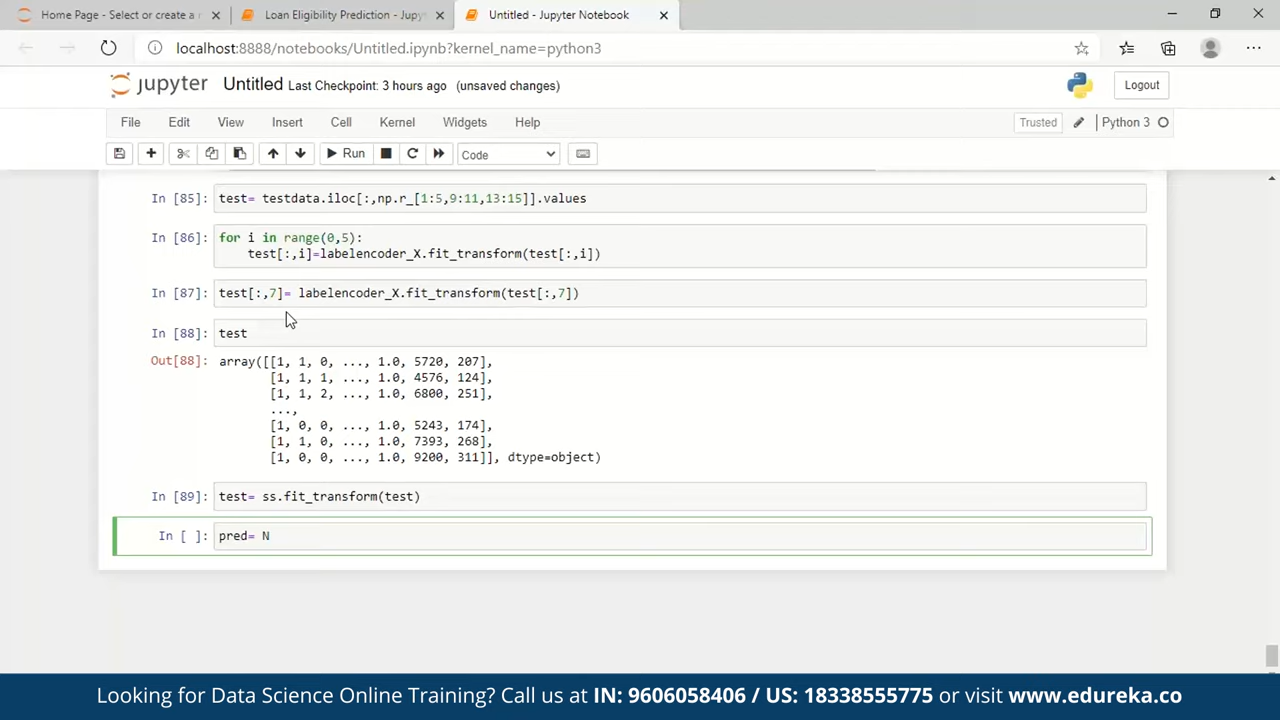 Home Page - Select or create a n
Loan Eligibility Prediction - Jupyt
Untitled - Jupyter Notebook
localhost:8888/notebooks/Untitled.ipynb?kernel_name=python3
jupyter Untitled Last Checkpoint: 3 hours ago (unsaved changes)
Logout
File Edit View Insert Cell Kernel Widgets Help
Trusted Python 3
Run Code
In [85]: test= testdata.iloc[:,np.r_[1:5,9:11,13:15]].values
In [86]: for i in range(0,5):
test[:,i]=labelencoder_X.fit_transform(test[:,i])
In [87]: test[:,7]= labelencoder_X.fit_transform(test[:,7])
In [88]: test
Out[88]: array([[1, 1, 0, ..., 1.0, 5720, 207],
[1, 1, 1, ..., 1.0, 4576, 124],
[1, 1, 2, ..., 1.0, 6800, 251],
...,
[1, 0, 0, ..., 1.0, 5243, 174],
[1, 1, 0, ..., 1.0, 7393, 268],
[1, 0, 0, ..., 1.0, 9200, 311]], dtype=object)
In [89]: test= ss.fit_transform(test)
In [ ]: pred= N
Looking for Data Science Online Training? Call us at IN: 9606058406 / US: 18338555775 or visit www.edureka.co